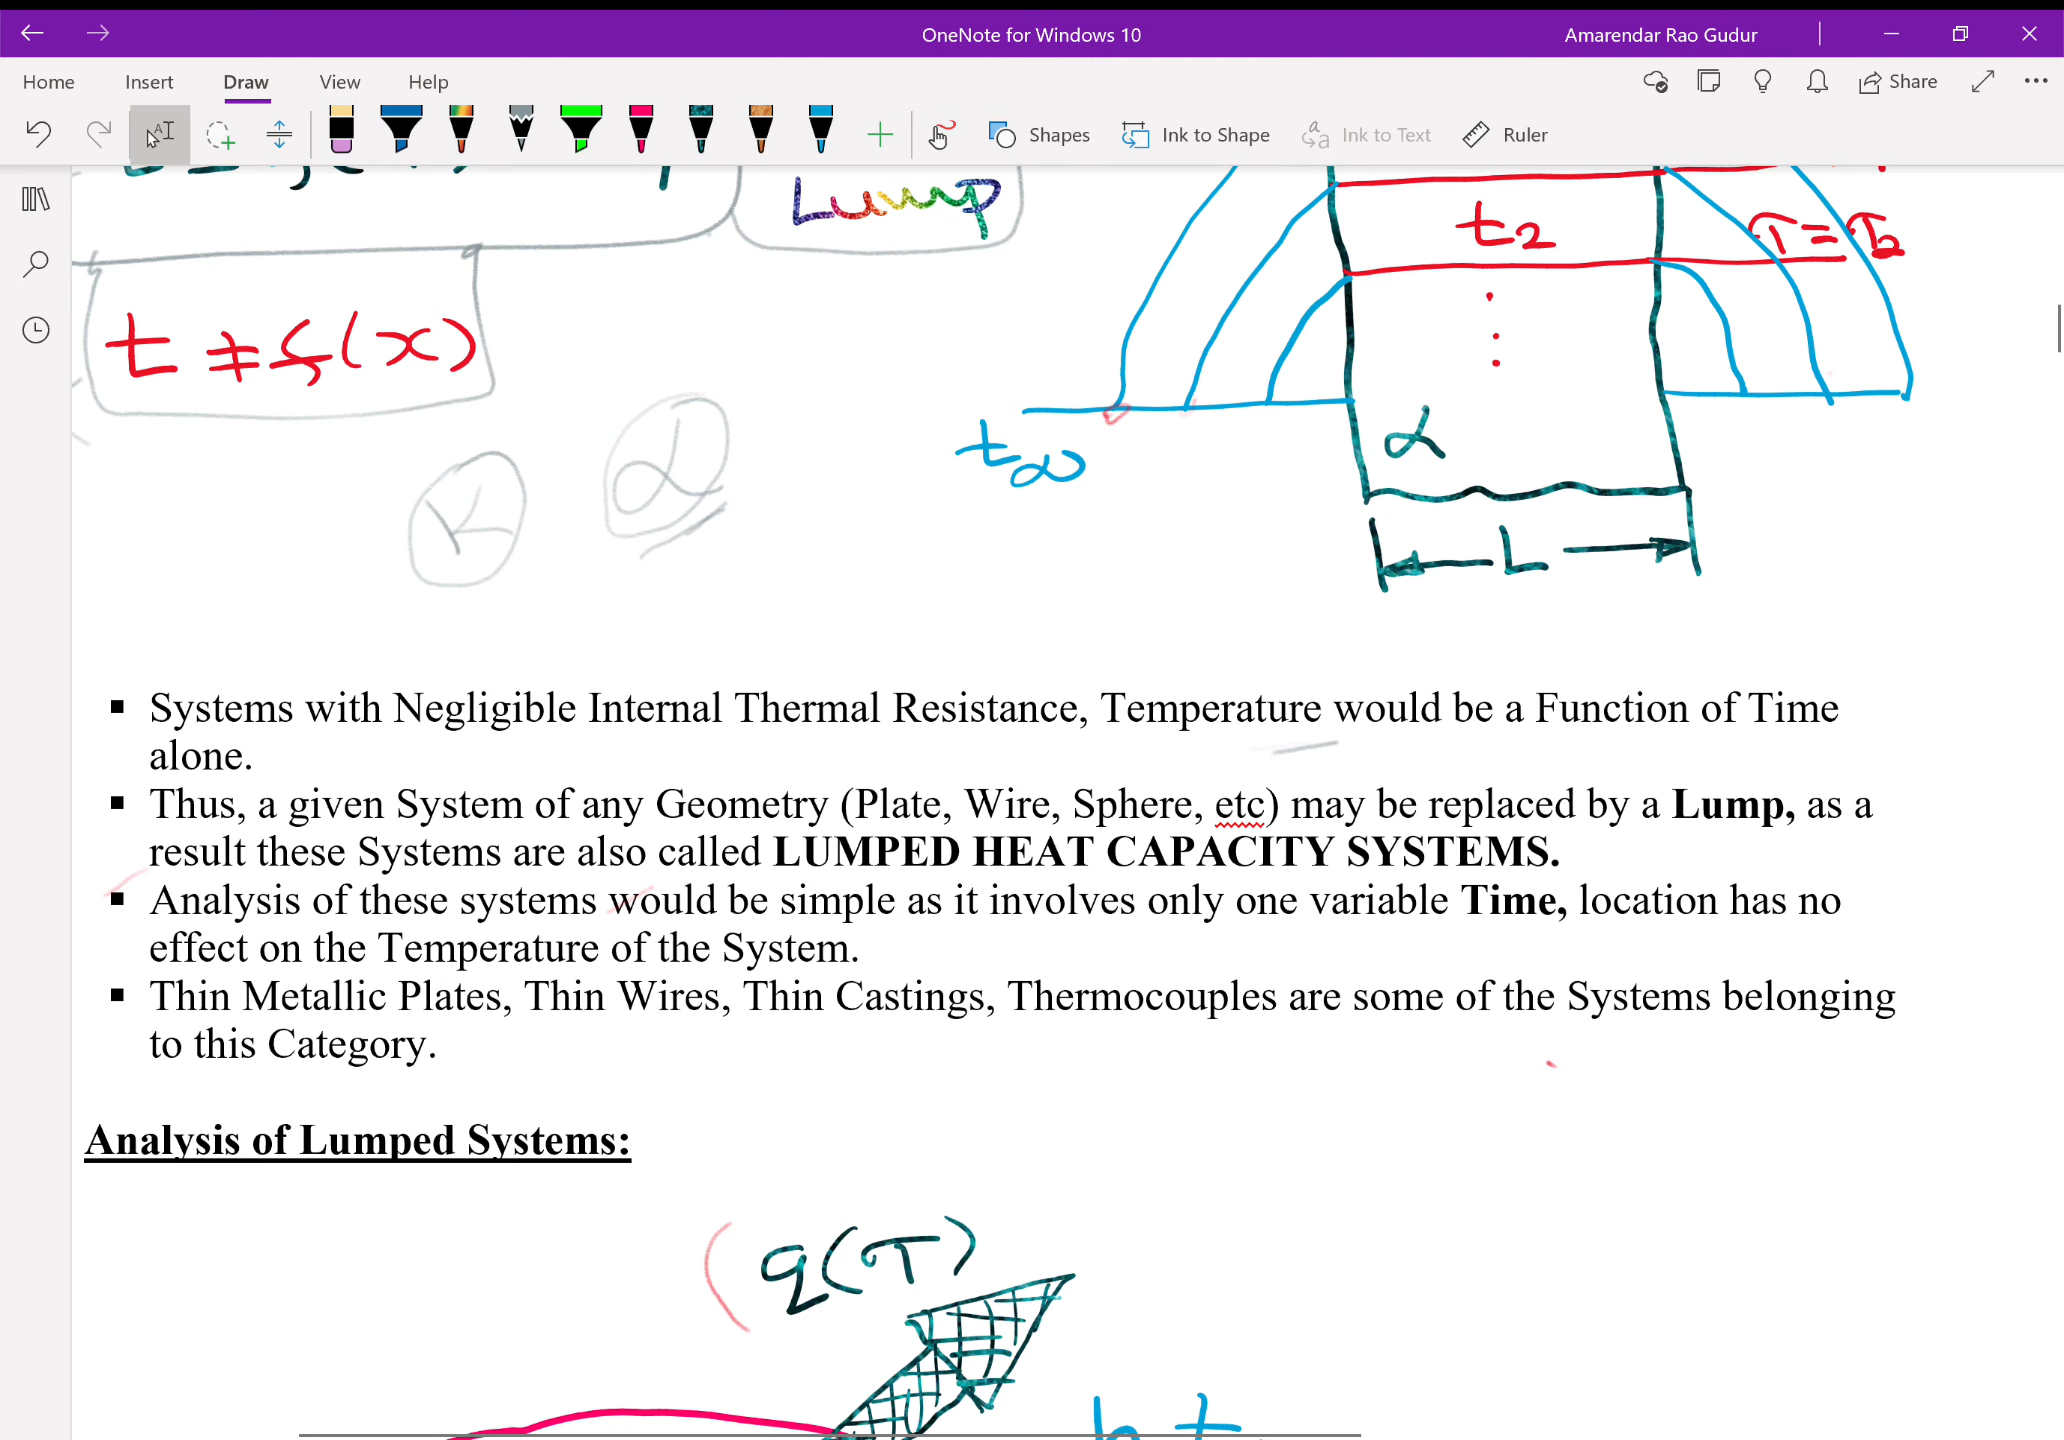 OneNote for Windows 10
Amarendar Rao Gudur
Home Insert Draw View Help
Share
Shapes Ink to Shape Ink to Text Ruler
Lump
t2
τ = τ2
t ≠ f(x)
t∞
α
K
α
L
▪ Systems with Negligible Internal Thermal Resistance, Temperature would be a Function of Time
alone.
▪ Thus, a given System of any Geometry (Plate, Wire, Sphere, etc) may be replaced by a Lump, as a
result these Systems are also called LUMPED HEAT CAPACITY SYSTEMS.
▪ Analysis of these systems would be simple as it involves only one variable Time, location has no
effect on the Temperature of the System.
▪ Thin Metallic Plates, Thin Wires, Thin Castings, Thermocouples are some of the Systems belonging
to this Category.
Analysis of Lumped Systems:
q(τ)